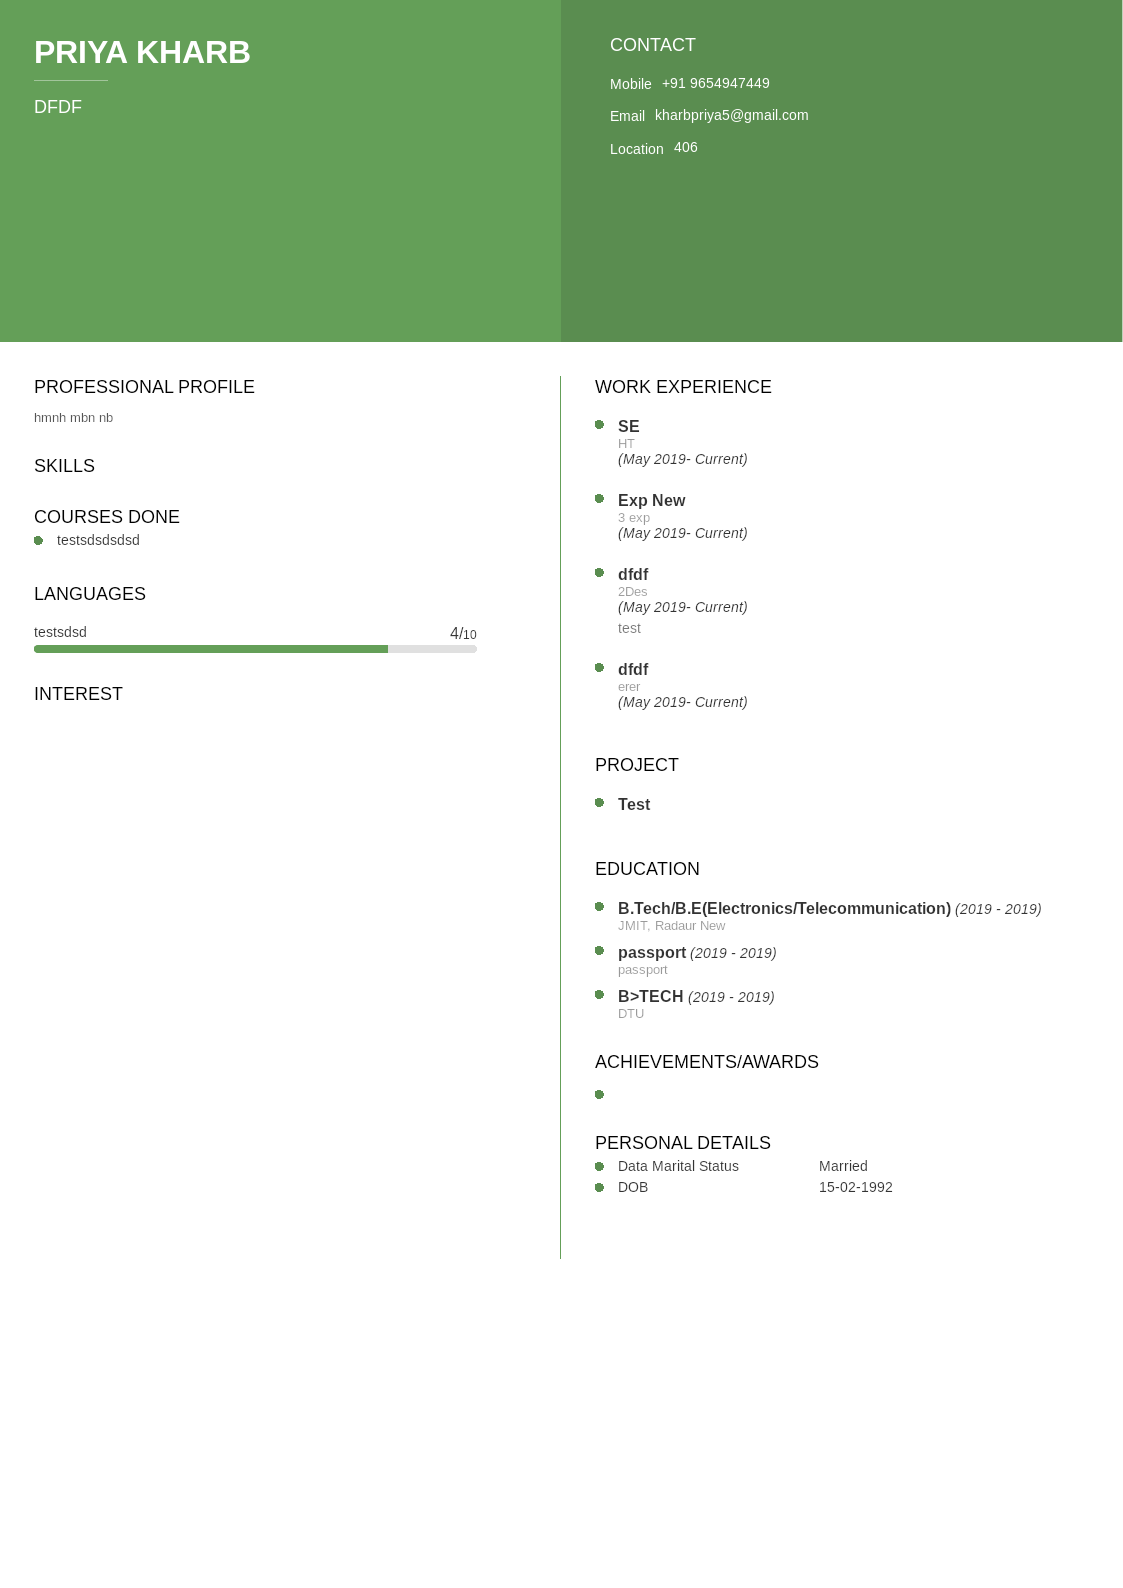 PRIYA KHARB
DFDF
CONTACT
Mobile +91 9654947449
Email kharbpriya5@gmail.com
Location 406
PROFESSIONAL PROFILE
hmnh mbn nb
SKILLS
COURSES DONE
testsdsdsdsd
LANGUAGES
testsdsd 4/10
INTEREST
WORK EXPERIENCE
SE
HT
(May 2019- Current)
Exp New
3 exp
(May 2019- Current)
dfdf
2Des
(May 2019- Current)
test
dfdf
erer
(May 2019- Current)
PROJECT
Test
EDUCATION
B.Tech/B.E(Electronics/Telecommunication) (2019 - 2019)
JMIT, Radaur New
passport (2019 - 2019)
passport
B>TECH (2019 - 2019)
DTU
ACHIEVEMENTS/AWARDS
PERSONAL DETAILS
Data Marital Status Married
DOB 15-02-1992